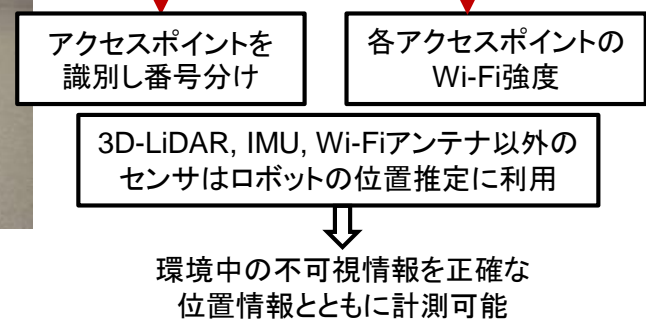 アクセスポイントを
識別し番号分け
各アクセスポイントの
Wi-Fi強度
3D-LiDAR, IMU, Wi-Fiアンテナ以外の
センサはロボットの位置推定に利用
環境中の不可視情報を正確な
位置情報とともに計測可能